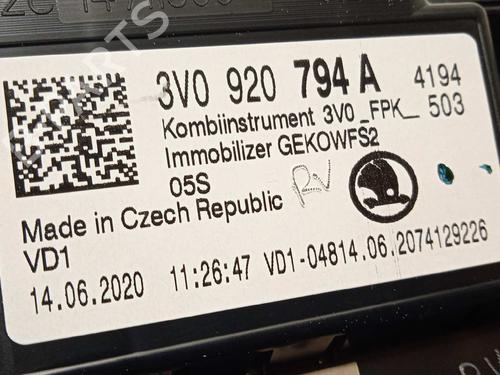 3V0 920 794 A 4194
Kombiinstrument 3V0_FPK_ 503
Immobilizer GEKOWFS2
05S
Made in Czech Republic
VD1
14.06.2020 11:26:47 VD1-04814.06.2074129226